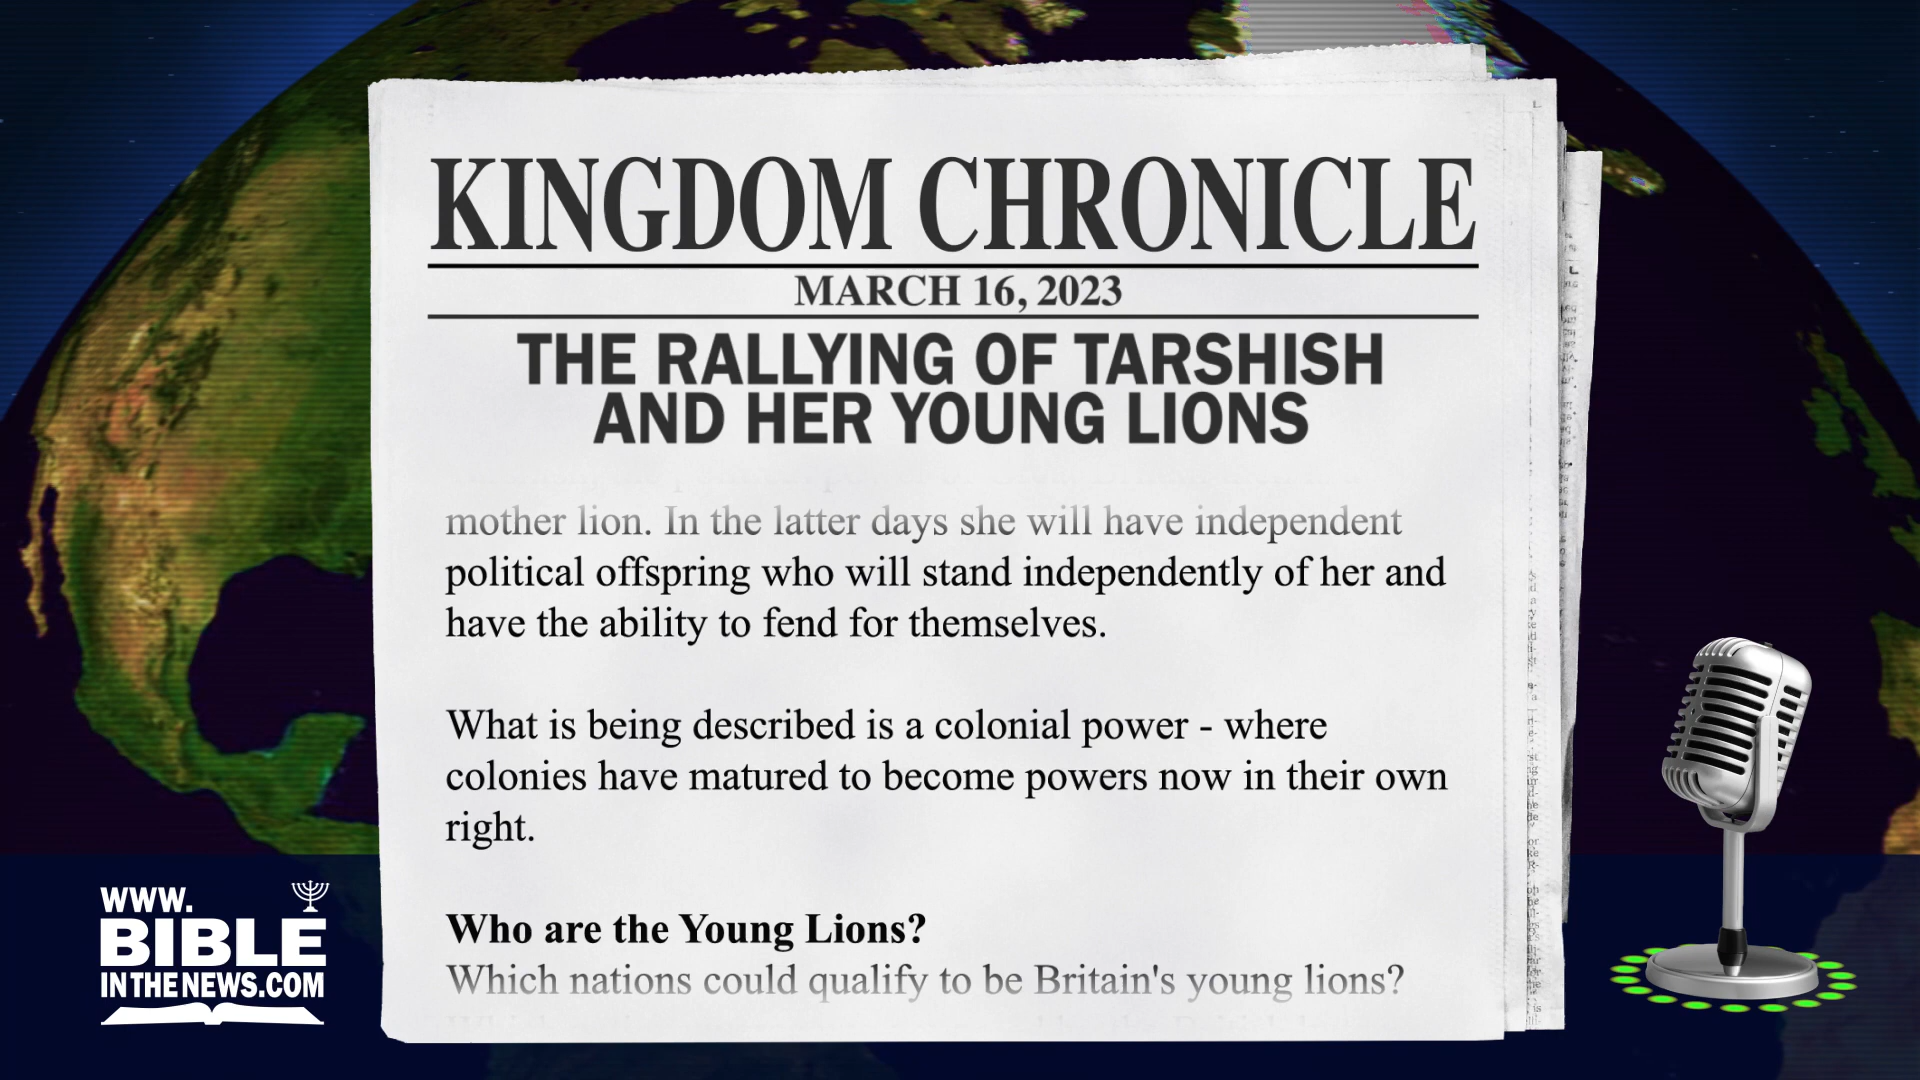 KINGDOM CHRONICLE
MARCH 16, 2023
THE RALLYING OF TARSHISH
AND HER YOUNG LIONS
mother lion. In the latter days she will have independent
political offspring who will stand independently of her and
have the ability to fend for themselves.
What is being described is a colonial power - where
colonies have matured to become powers now in their own
right.
Who are the Young Lions?
Which nations could qualify to be Britain's young lions?
WWW.
BIBLE
IN THE NEWS.COM